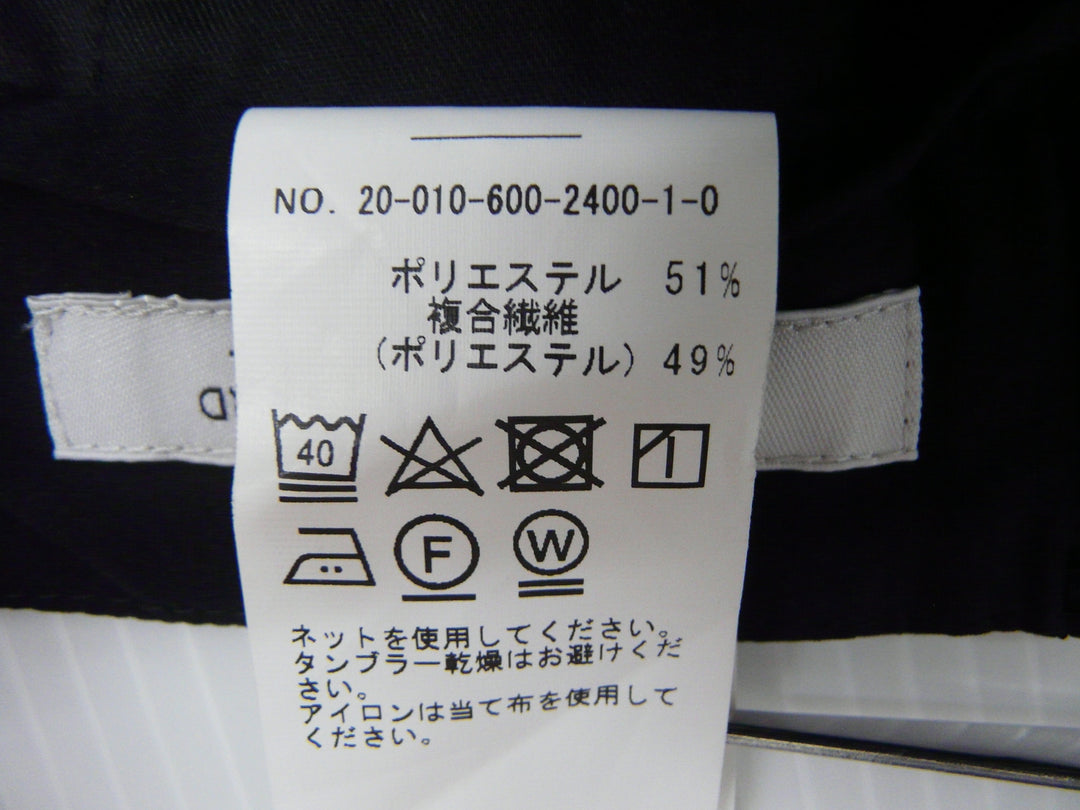 NO. 20-010-600-2400-1-0
ポリエステル 51%
複合繊維
(ポリエステル) 49%
40
F
W
ネットを使用してください。
タンブラー乾燥はお避けくだ
さい。
アイロンは当て布を使用して
ください。